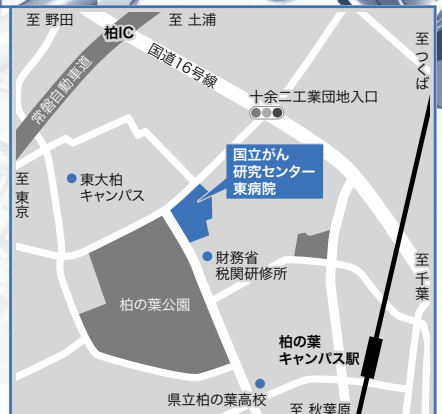 至 野田
至 土浦
柏IC
国道16号線
至つくば
常磐自動車道
十余二工業団地入口
国立がん
研究センター
東病院
至東京
東大柏
キャンパス
財務省
税関研修所
至千葉
柏の葉公園
柏の葉
キャンパス駅
県立柏の葉高校
至 秋葉原